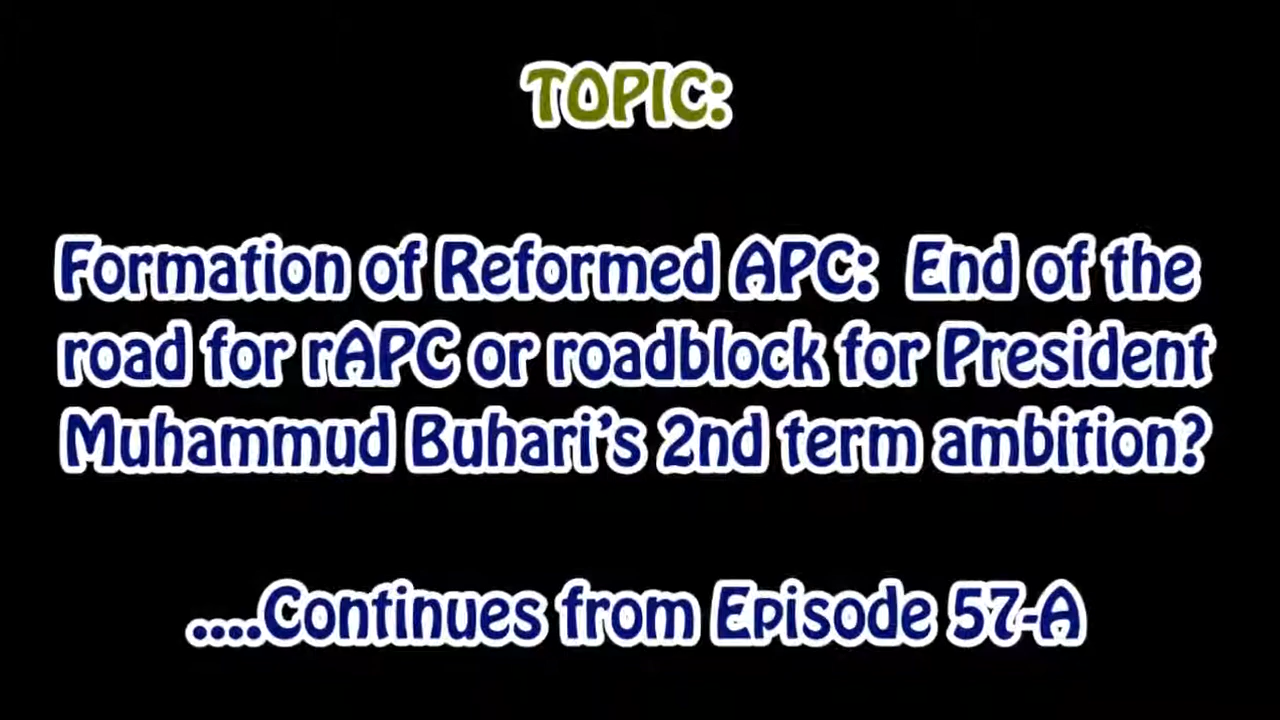 TOPIC:
Formation of Reformed APC: End of the
road for rAPC or roadblock for President
Muhammud Buhari's 2nd term ambition?
....Continues from Episode 57-A